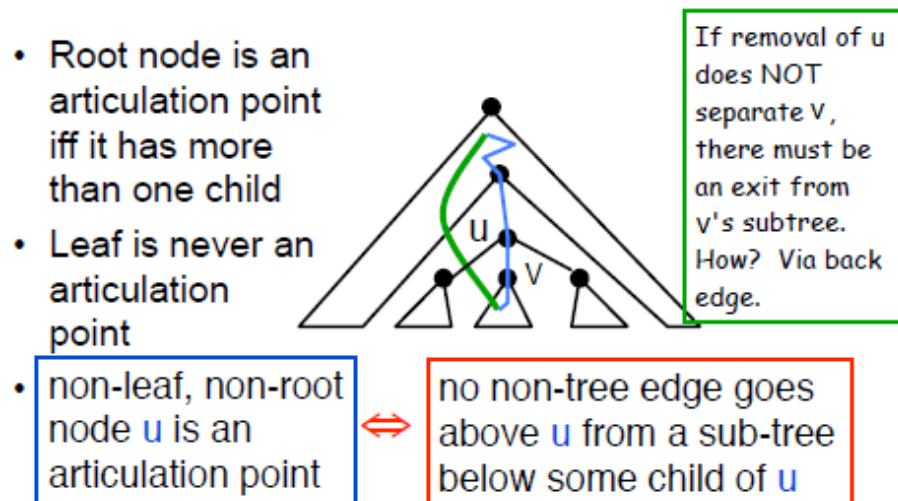 • Root node is an
articulation point
iff it has more
than one child
• Leaf is never an
articulation
point
• non-leaf, non-root
node u is an
articulation point
⇔
no non-tree edge goes
above u from a sub-tree
below some child of u
u
V
If removal of u
does NOT
separate V,
there must be
an exit from
V's subtree.
How? Via back
edge.